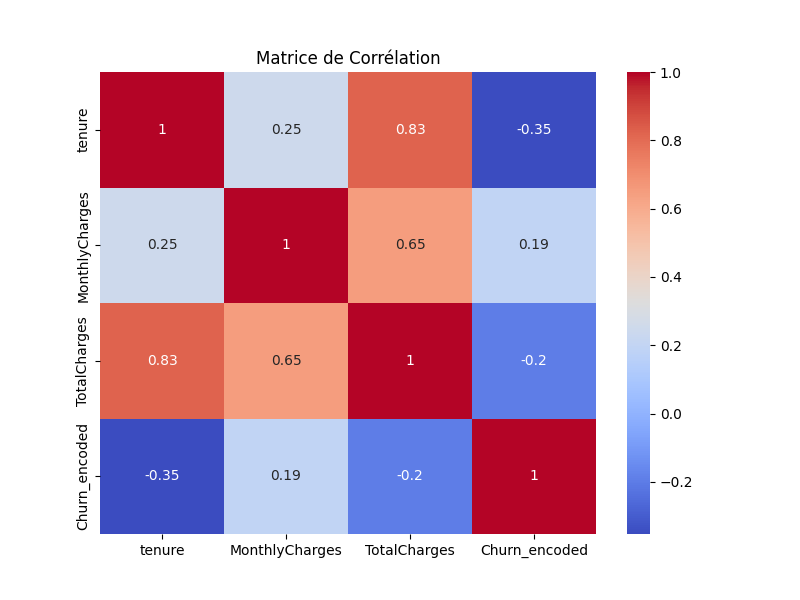 Matrice de Corrélation
tenure
1
0.25
0.83
-0.35
MonthlyCharges
0.25
1
0.65
0.19
TotalCharges
0.83
0.65
1
-0.2
Churn_encoded
-0.35
0.19
-0.2
1
tenure
MonthlyCharges
TotalCharges
Churn_encoded
1.0
0.8
0.6
0.4
0.2
0.0
−0.2